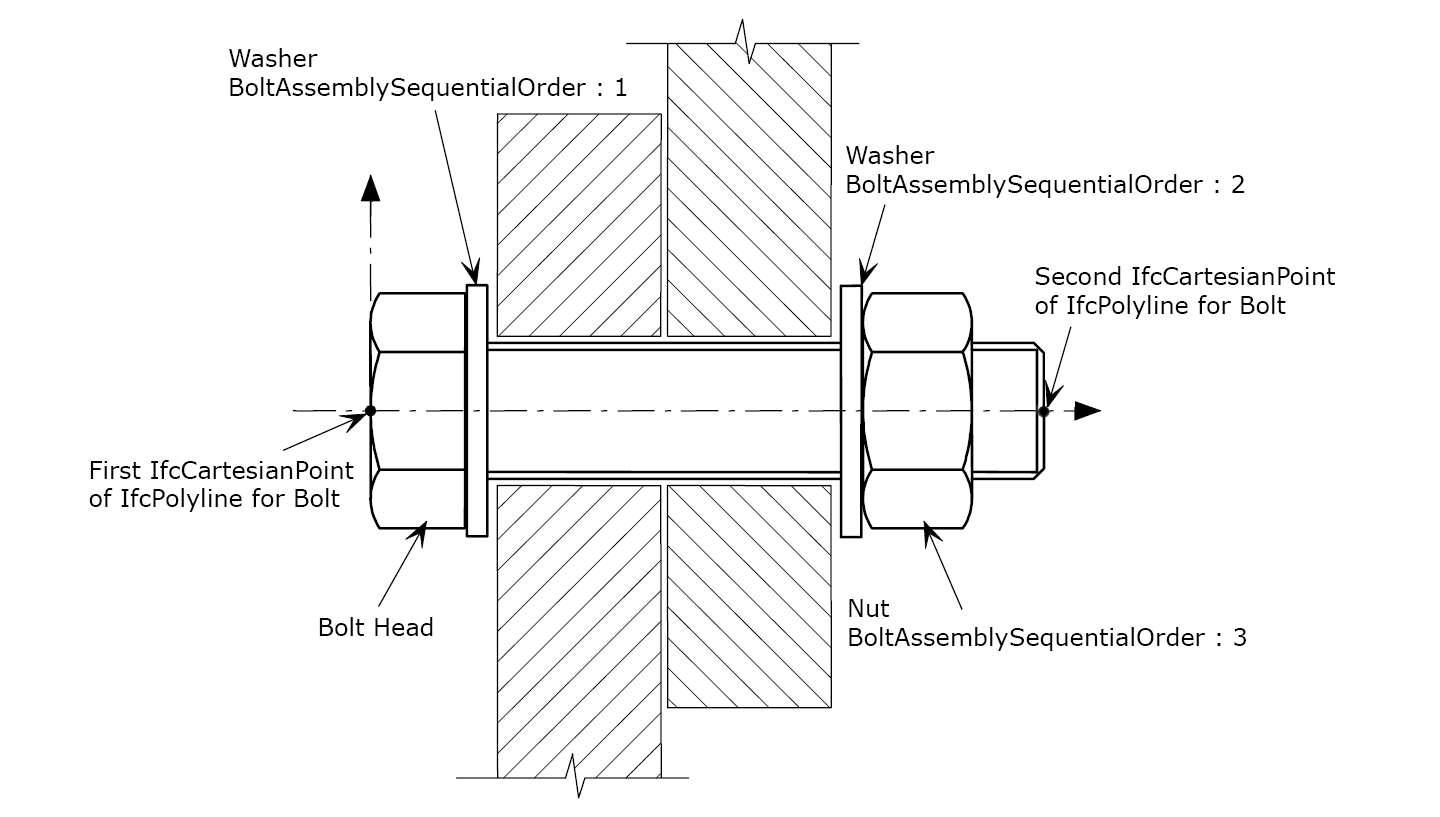 Washer
BoltAssemblySequentialOrder : 1
Washer
BoltAssemblySequentialOrder : 2
Second IfcCartesianPoint
of IfcPolyline for Bolt
First IfcCartesianPoint
of IfcPolyline for Bolt
Bolt Head
Nut
BoltAssemblySequentialOrder : 3